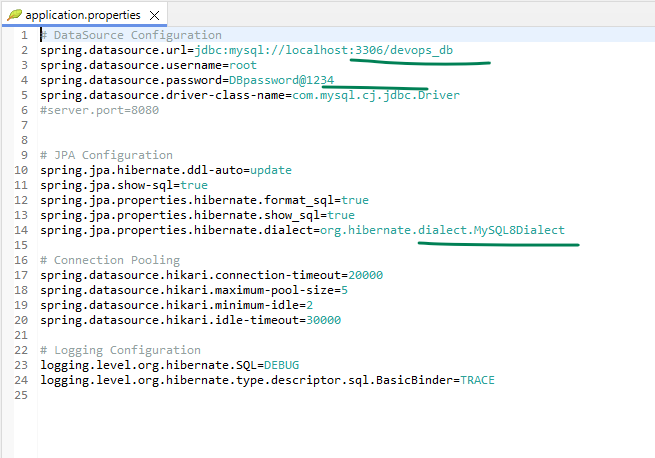 application.properties
1 # DataSource Configuration
2 spring.datasource.url=jdbc:mysql://localhost:3306/devops_db
3 spring.datasource.username=root
4 spring.datasource.password=DBpassword@1234
5 spring.datasource.driver-class-name=com.mysql.cj.jdbc.Driver
6 #server.port=8080
7
8
9 # JPA Configuration
10 spring.jpa.hibernate.ddl-auto=update
11 spring.jpa.show-sql=true
12 spring.jpa.properties.hibernate.format_sql=true
13 spring.jpa.properties.hibernate.show_sql=true
14 spring.jpa.properties.hibernate.dialect=org.hibernate.dialect.MySQL8Dialect
15
16 # Connection Pooling
17 spring.datasource.hikari.connection-timeout=20000
18 spring.datasource.hikari.maximum-pool-size=5
19 spring.datasource.hikari.minimum-idle=2
20 spring.datasource.hikari.idle-timeout=30000
21
22 # Logging Configuration
23 logging.level.org.hibernate.SQL=DEBUG
24 logging.level.org.hibernate.type.descriptor.sql.BasicBinder=TRACE
25